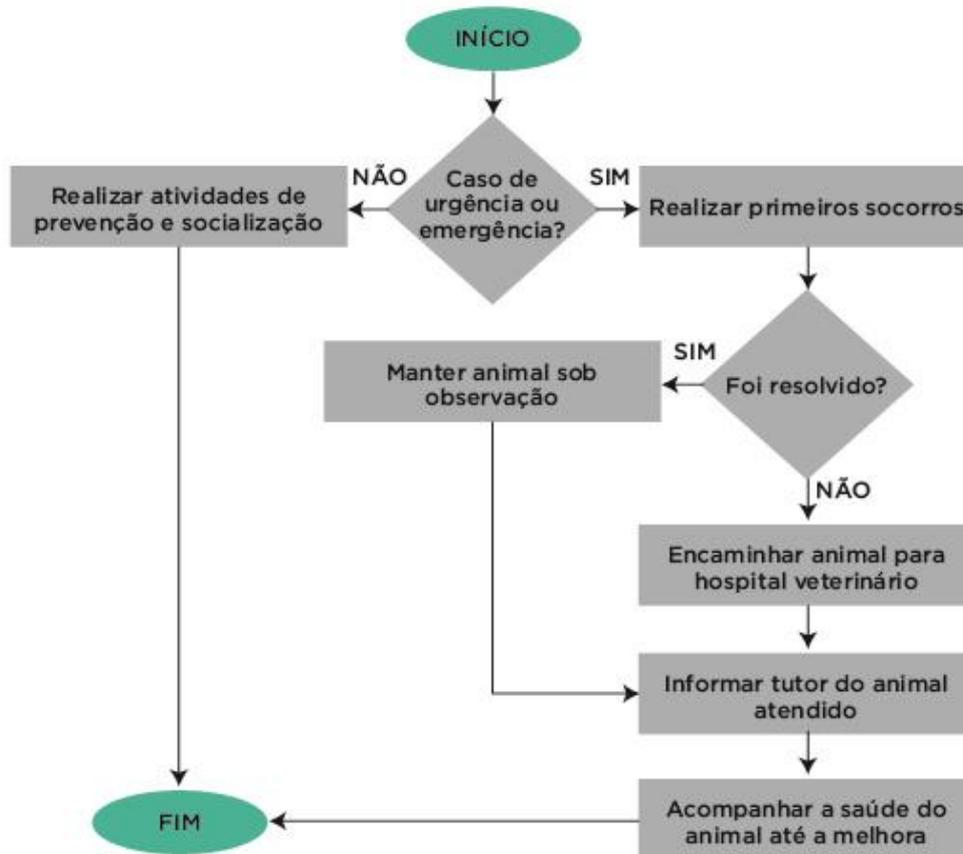 INÍCIO
Caso de
urgência ou
emergência?
NÃO
SIM
Realizar atividades de
prevenção e socialização
Realizar primeiros socorros
Foi resolvido?
SIM
Manter animal sob
observação
NÃO
Encaminhar animal para
hospital veterinário
Informar tutor do animal
atendido
Acompanhar a saúde do
animal até a melhora
FIM